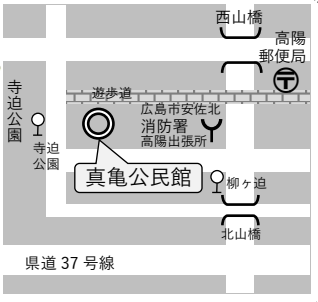 西山橋
高陽
郵便局
遊歩道
寺迫公園
広島市安佐北
消防署
高陽出張所
寺迫
公園
真亀公民館
柳ヶ迫
北山橋
県道 37 号線